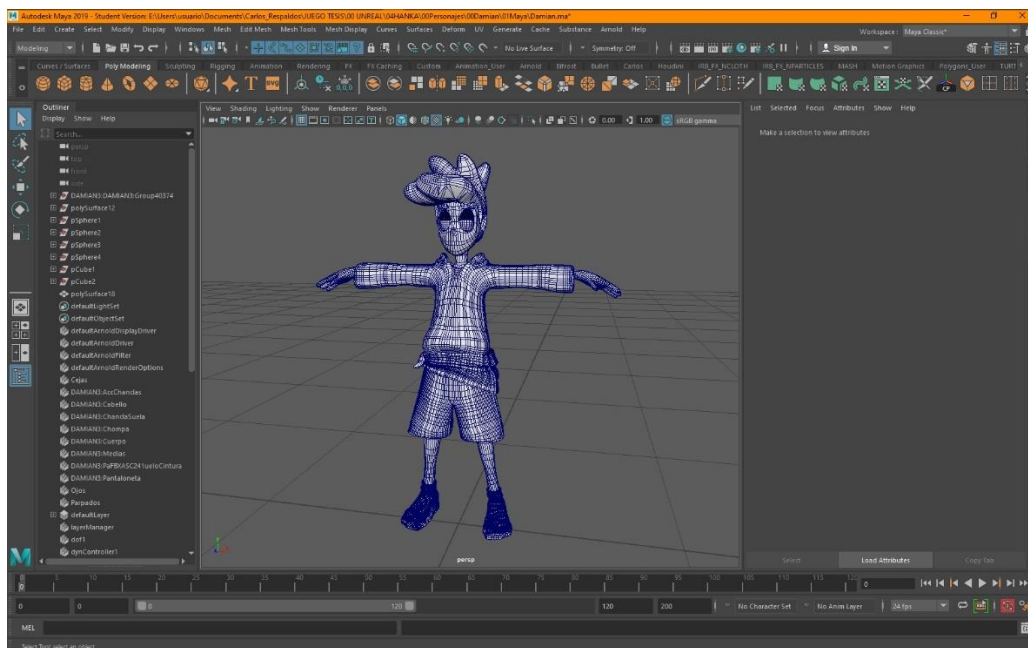 Autodesk Maya 2019 - Student Version: E:\Users\usuario\Documents\Carlos_Respaldos\JUEGO TESIS\00 UNREAL\04HANKA\00Personajes\00Damian\01Maya\Damian.ma*
File Edit Create Select Modify Display Windows Mesh Edit Mesh Mesh Tools Mesh Display Curves Surfaces Deform UV Generate Cache Substance Arnold Help
Workspace: Maya Classic*
Modeling No Live Surface Symmetry: Off Sign In
Curves / Surfaces Poly Modeling Sculpting Rigging Animation Rendering FX FX Caching Custom Animation_User Arnold Bifrost Bullet Carlos Houdini MASH Motion Graphics Polygons_User TURT
Outliner
Display Show Help
Search...
persp
top
front
side
DAMIAN3:DAMIAN3:Group40374
polySurface12
pSphere1
pSphere2
pSphere3
pSphere4
pCube1
pCube2
polySurface18
defaultLightSet
defaultObjectSet
defaultArnoldDisplayDriver
defaultArnoldDriver
defaultArnoldFilter
defaultArnoldRenderOptions
Cejas
DAMIAN3:AccChandas
DAMIAN3:Cabello
DAMIAN3:ChandaSuela
DAMIAN3:Chompa
DAMIAN3:Cuerpo
DAMIAN3:Medias
DAMIAN3:PaFBXASC241ueloCintura
DAMIAN3:Pantaloneta
Ojos
Parpados
defaultLayer
layerManager
dof1
dynController1
View Shading Lighting Show Renderer Panels
0.00 1.00 sRGB gamma
persp
List Selected Focus Attributes Show Help
Make a selection to view attributes
Select Load Attributes Copy Tab
0 5 10 15 20 25 30 35 40 45 50 55 60 65 70 75 80 85 90 95 100 105 110 115 120
0
0
0 0 0 120 120 200 No Character Set No Anim Layer 24 fps
MEL
Select Tool: select an object